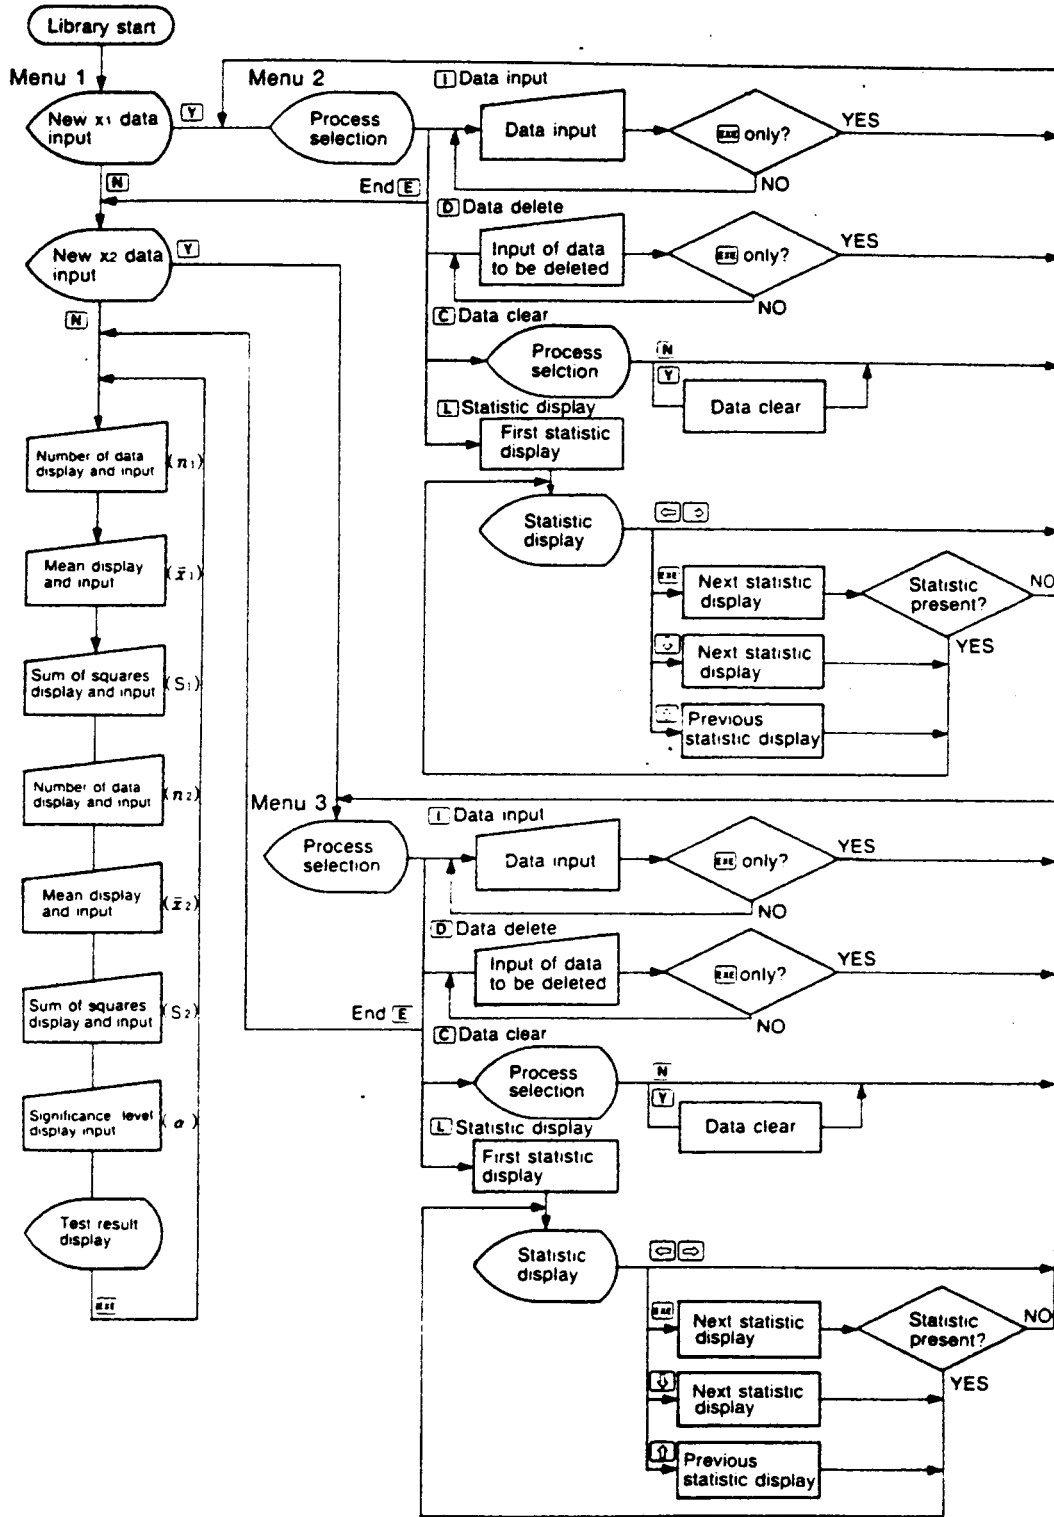 Library start
Menu 1
New x1 data
input
Y
N
Menu 2
Process
selection
End E
I Data input
Data input
EXE only?
YES
NO
D Data delete
Input of data
to be deleted
EXE only?
YES
NO
C Data clear
Process
selction
N
Y
Data clear
L Statistic display
First statistic
display
Statistic
display
⇦ ⇨
EXE
Next statistic
display
Statistic
present?
NO
YES
⇩
Next statistic
display
⇧
Previous
statistic display
New x2 data
input
Y
N
Number of data
display and input
(n1)
Mean display
and input
(x̄1)
Sum of squares
display and input
(S1)
Number of data
display and input
(n2)
Mean display
and input
(x̄2)
Sum of squares
display and input
(S2)
Significance level
display input
(α)
Test result
display
EXE
Menu 3
Process
selection
End E
I Data input
Data input
EXE only?
YES
NO
D Data delete
Input of data
to be deleted
EXE only?
YES
NO
C Data clear
Process
selection
N
Y
Data clear
L Statistic display
First statistic
display
Statistic
display
⇦ ⇨
EXE
Next statistic
display
Statistic
present?
NO
YES
⇩
Next statistic
display
⇧
Previous
statistic display